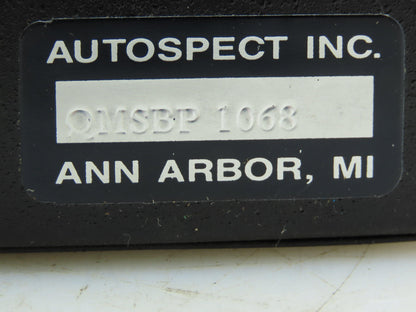 AUTOSPECT INC.
QMSBP 1068
ANN ARBOR, MI